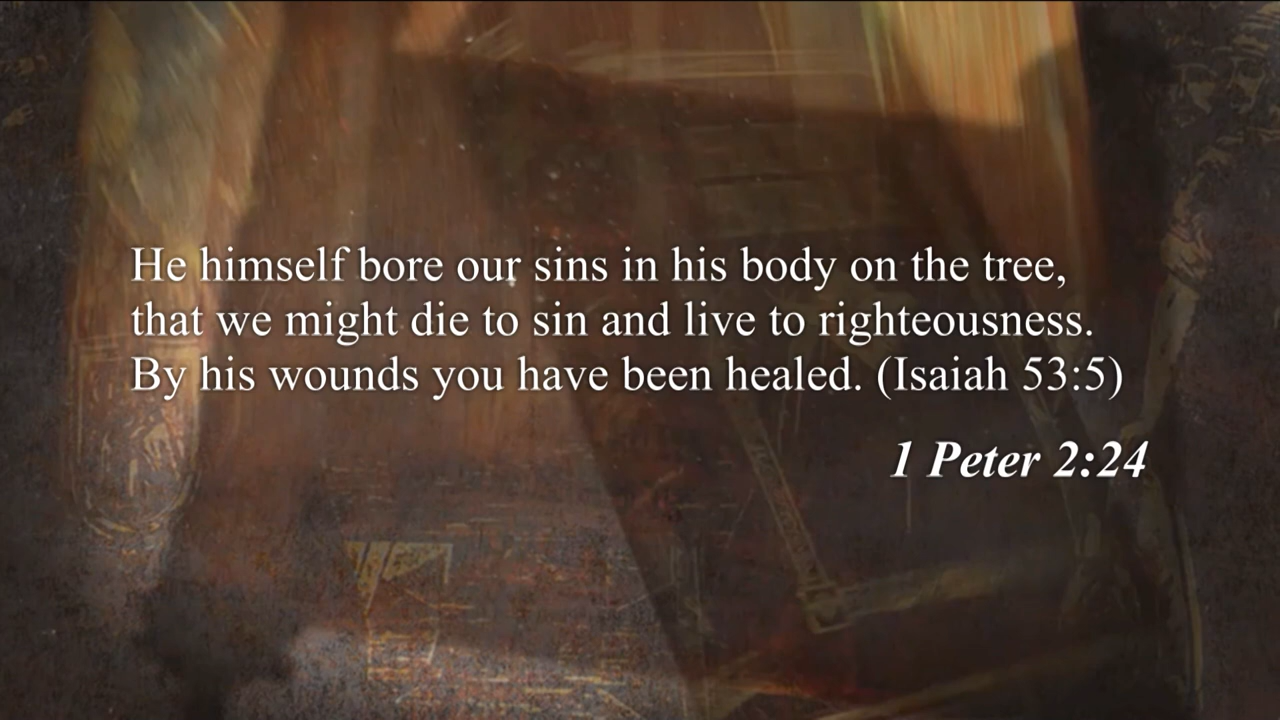 He himself bore our sins in his body on the tree,
that we might die to sin and live to righteousness.
By his wounds you have been healed. (Isaiah 53:5)
1 Peter 2:24